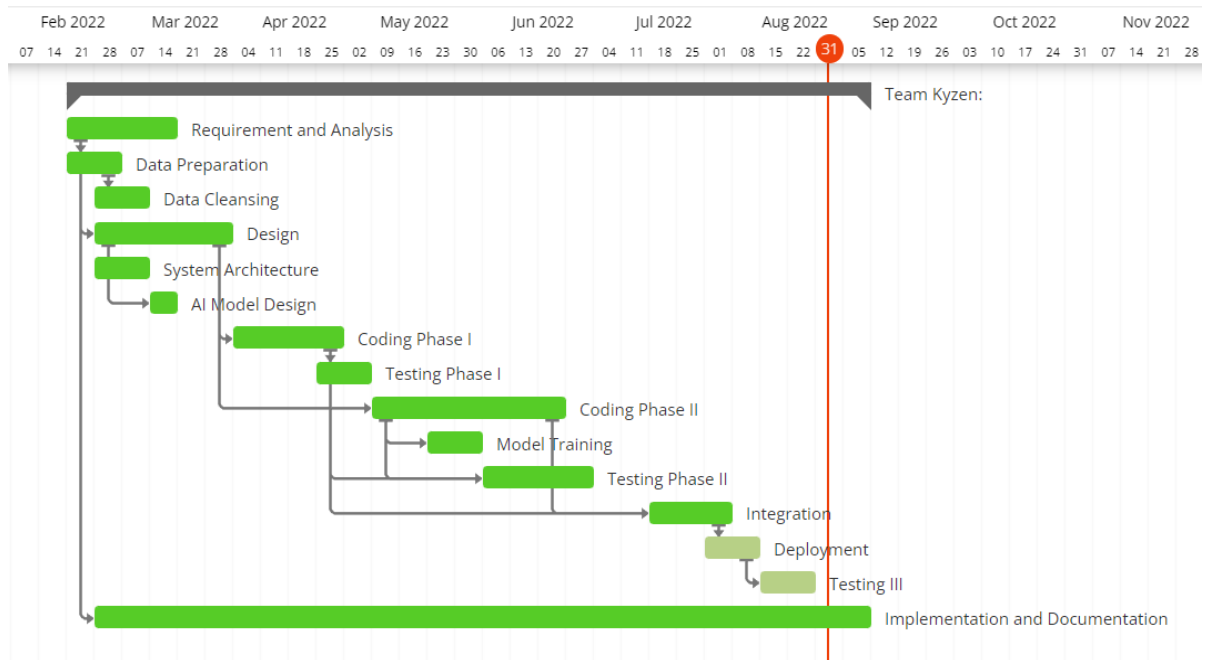 Feb 2022 Mar 2022 Apr 2022 May 2022 Jun 2022 Jul 2022 Aug 2022 Sep 2022 Oct 2022 Nov 2022
07 14 21 28 07 14 21 28 04 11 18 25 02 09 16 23 30 06 13 20 27 04 11 18 25 01 08 15 22 31 05 12 19 26 03 10 17 24 31 07 14 21 28
Team Kyzen:
Requirement and Analysis
Data Preparation
Data Cleansing
Design
System Architecture
AI Model Design
Coding Phase I
Testing Phase I
Coding Phase II
Model Training
Testing Phase II
Integration
Deployment
Testing III
Implementation and Documentation